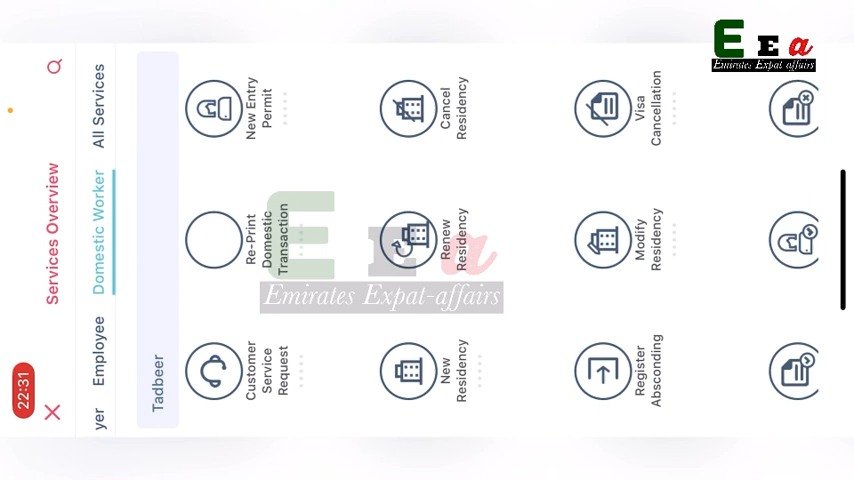 22:31
Services Overview
yer
Employee
Domestic Worker
All Services
Tadbeer
Customer
Service
Request
Re-Print
Domestic
Transaction
New Entry
Permit
New
Residency
Renew
Residency
Cancel
Residency
Register
Absconding
Modify
Residency
Visa
Cancellation
E E a
Emirates Expat-affairs
E E a
Emirates Expat-affairs